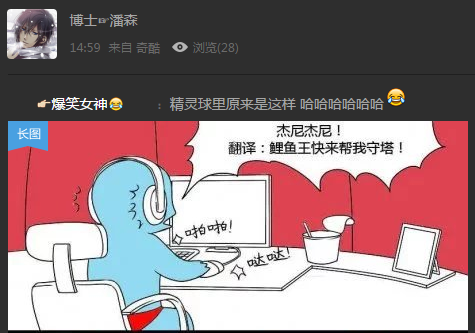 博士☞潘森
14:59 来自 奇酷 浏览(28)
👉🏻爆笑女神😂 : 精灵球里原来是这样 哈哈哈哈哈哈😂
长图
杰尼杰尼！
翻译：鲤鱼王快来帮我守塔！
啪啪!
哒哒!